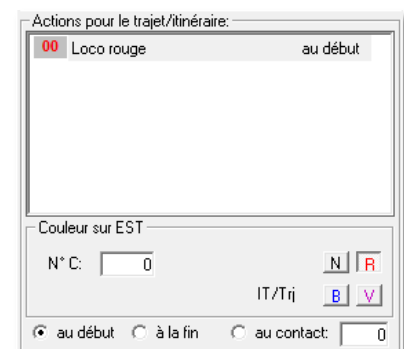 Actions pour le trajet/itinéraire:
00 Loco rouge au début
Couleur sur EST
N° C: 0 N R
IT/Trj B V
au début à la fin au contact: 0